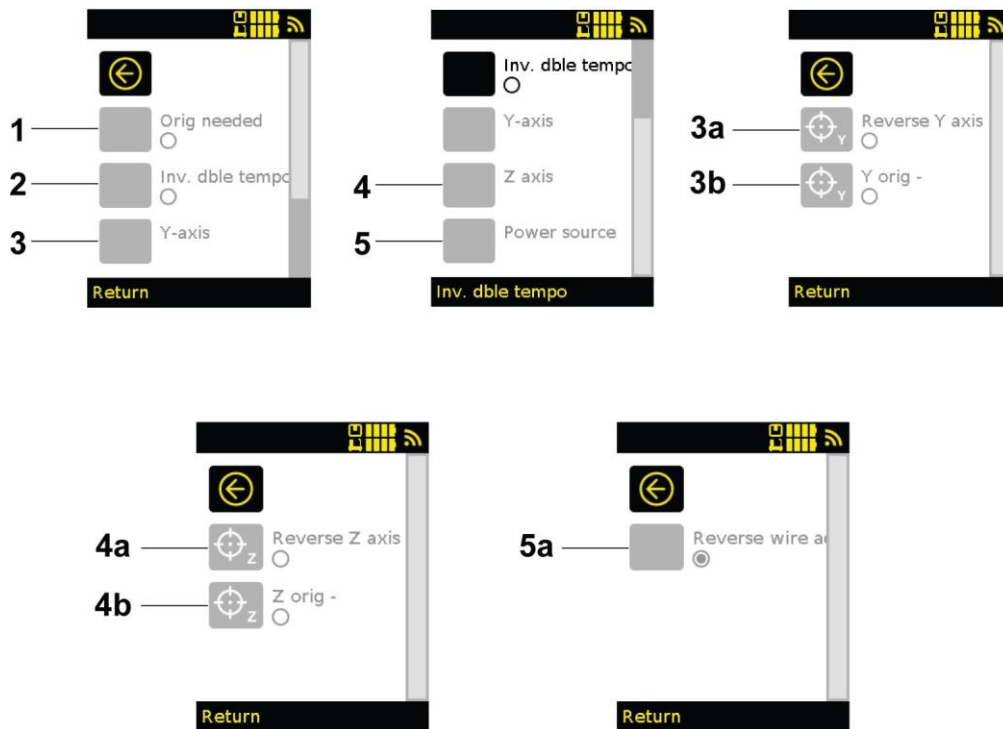 1
Orig needed
2
Inv. dble tempo
3
Y-axis
Return
Inv. dble tempo
Y-axis
4
Z axis
5
Power source
Inv. dble tempo
3a
Reverse Y axis
Y
3b
Y orig -
Y
Return
4a
Reverse Z axis
Z
4b
Z orig -
Z
Return
5a
Reverse wire
Return